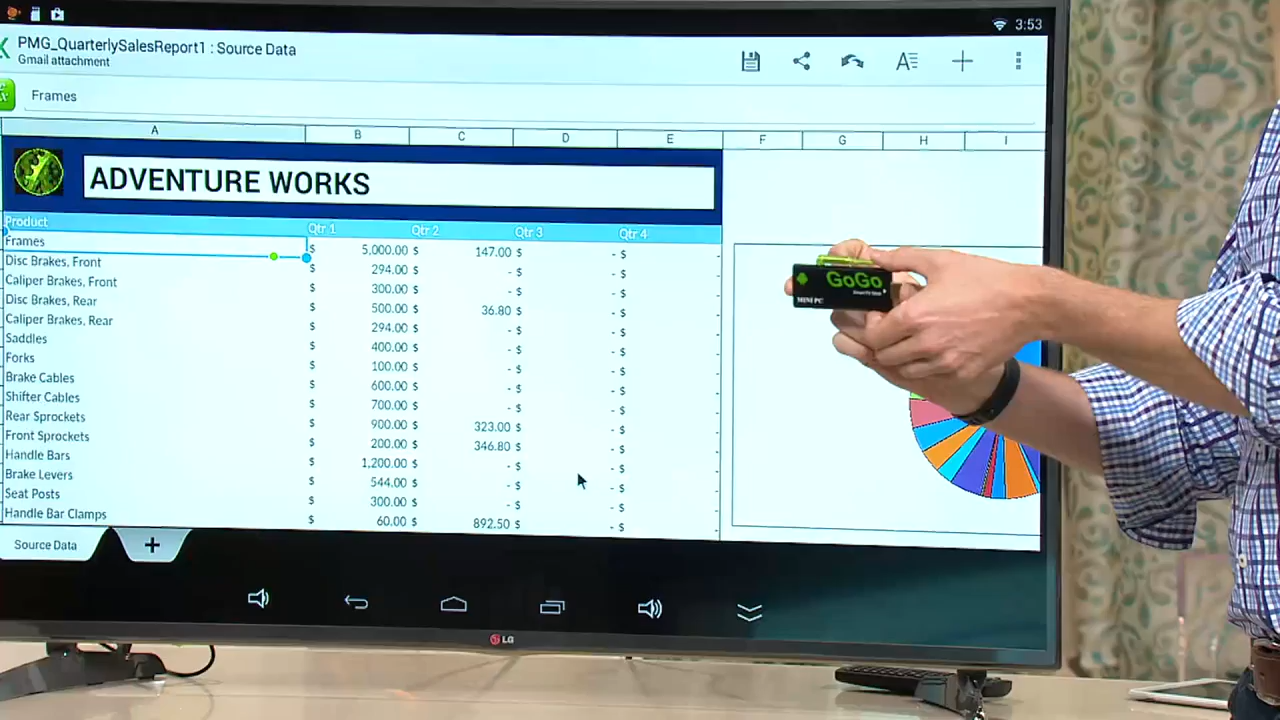 3:53
PMG_QuarterlySalesReport1 : Source Data
Gmail attachment
Frames
A B C D E F G H I
ADVENTURE WORKS
Product Qtr 1 Qtr 2 Qtr 3 Qtr 4
Frames $ 5,000.00 $ 147.00 $ - $ -
Disc Brakes, Front $ 294.00 $ - $ - $ -
Caliper Brakes, Front $ 300.00 $ - $ - $ -
Disc Brakes, Rear $ 500.00 $ 36.80 $ - $ -
Caliper Brakes, Rear $ 294.00 $ - $ - $ -
Saddles $ 400.00 $ - $ - $ -
Forks $ 100.00 $ - $ - $ -
Brake Cables $ 600.00 $ - $ - $ -
Shifter Cables $ 700.00 $ - $ - $ -
Rear Sprockets $ 900.00 $ 323.00 $ - $ -
Front Sprockets $ 200.00 $ 346.80 $ - $ -
Handle Bars $ 1,200.00 $ - $ - $ -
Brake Levers $ 544.00 $ - $ - $ -
Seat Posts $ 300.00 $ - $ - $ -
Handle Bar Clamps $ 60.00 $ 892.50 $ - $ -
Source Data +
GoGo
MINI PC
LG